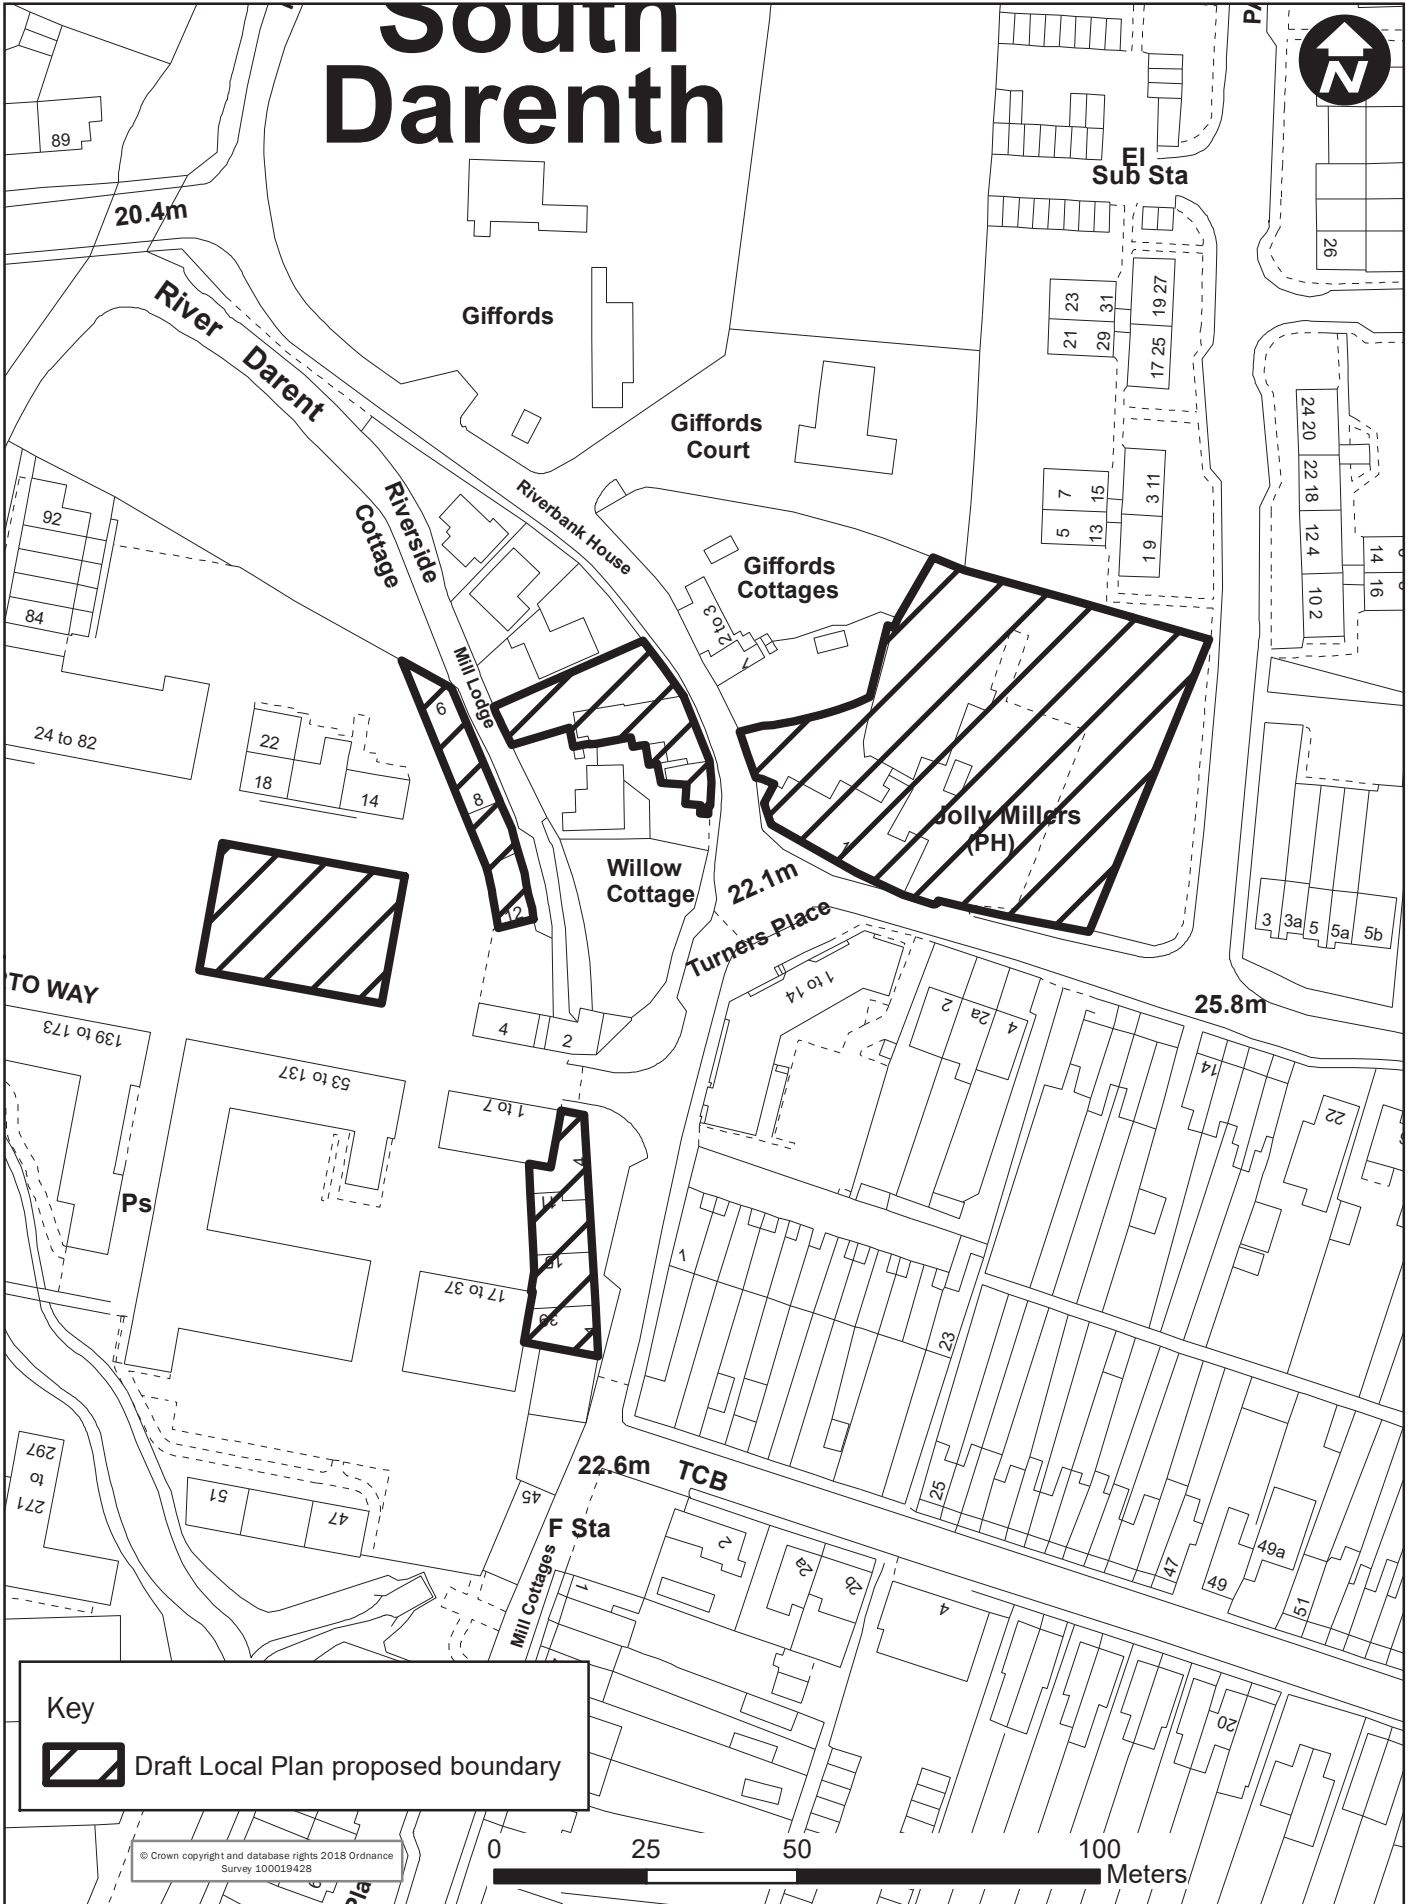 South
Darenth
N
89
El
Sub Sta
20.4m
26
River Darent
Giffords
23
31
19 27
21
29
17 25
Giffords
Court
24 20
22 18
12 4
10 2
14
16
7
15
3 11
5
13
1 9
92
84
Riverside
Cottage
Riverbank House
Giffords
Cottages
2 to 3
1
Mill Lodge
6
8
12
24 to 82
22
18
14
Jolly Millers
(PH)
1
Willow
Cottage
22.1m
Turners Place
1 to 14
3
3a
5
5a
5b
TO WAY
139 to 173
53 to 137
4
2
2
2a
4
25.8m
14
22
1 to 7
Ps
11
15
39
17 to 37
1
23
297
to
271
51
47
45
22.6m
TCB
F Sta
Mill Cottages
1
2
2a
2b
4
25
47
49
49a
51
20
Key
Draft Local Plan proposed boundary
© Crown copyright and database rights 2018 Ordnance
Survey 100019428
0 25 50 100
Meters